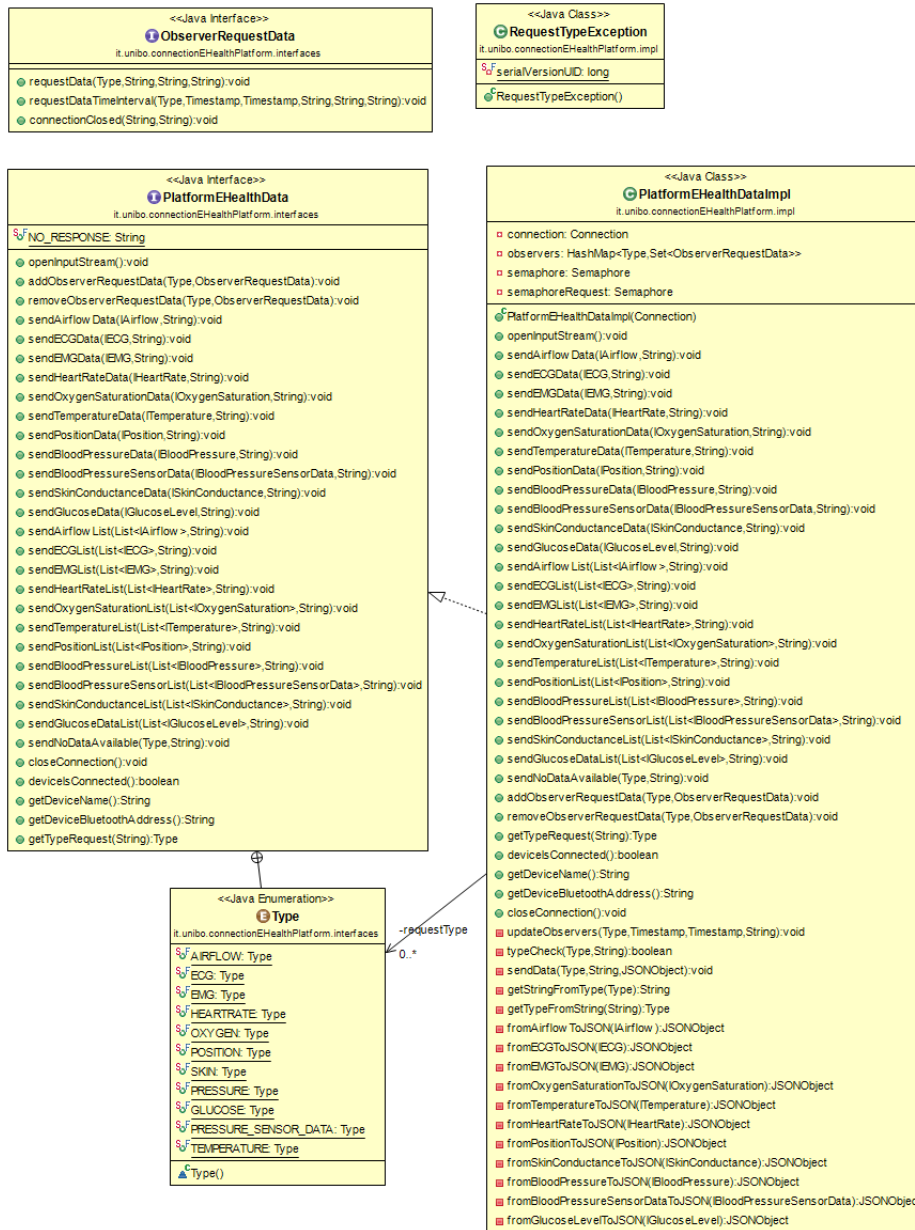 <<Java Interface>>
ObserverRequestData
it.unibo.connectionEHealthPlatform.interfaces
requestData(Type,String,String,String):void
requestDataTimeInterval(Type,Timestamp,Timestamp,String,String,String):void
connectionClosed(String,String):void
<<Java Class>>
RequestTypeException
it.unibo.connectionEHealthPlatform.impl
serialVersionUID: long
RequestTypeException()
<<Java Interface>>
PlatformEHealthData
it.unibo.connectionEHealthPlatform.interfaces
NO_RESPONSE: String
openInputStream():void
addObserverRequestData(Type,ObserverRequestData):void
removeObserverRequestData(Type,ObserverRequestData):void
sendAirflowData(IAirflow,String):void
sendECGData(IECG,String):void
sendEMGData(IEMG,String):void
sendHeartRateData(IHeartRate,String):void
sendOxygenSaturationData(IOxygenSaturation,String):void
sendTemperatureData(ITemperature,String):void
sendPositionData(IPosition,String):void
sendBloodPressureData(IBloodPressure,String):void
sendBloodPressureSensorData(IBloodPressureSensorData,String):void
sendSkinConductanceData(ISkinConductance,String):void
sendGlucoseData(IGlucoseLevel,String):void
sendAirflowList(List<IAirflow>,String):void
sendECGList(List<IECG>,String):void
sendEMGList(List<IEMG>,String):void
sendHeartRateList(List<IHeartRate>,String):void
sendOxygenSaturationList(List<IOxygenSaturation>,String):void
sendTemperatureList(List<ITemperature>,String):void
sendPositionList(List<IPosition>,String):void
sendBloodPressureList(List<IBloodPressure>,String):void
sendBloodPressureSensorList(List<IBloodPressureSensorData>,String):void
sendSkinConductanceList(List<ISkinConductance>,String):void
sendGlucoseDataList(List<IGlucoseLevel>,String):void
sendNoDataAvailable(Type,String):void
closeConnection():void
deviceIsConnected():boolean
getDeviceName():String
getDeviceBluetoothAddress():String
getTypeRequest(String):Type
<<Java Class>>
PlatformEHealthDataImpl
it.unibo.connectionEHealthPlatform.impl
connection: Connection
observers: HashMap<Type,Set<ObserverRequestData>>
semaphore: Semaphore
semaphoreRequest: Semaphore
PlatformEHealthDataImpl(Connection)
openInputStream():void
sendAirflowData(IAirflow,String):void
sendECGData(IECG,String):void
sendEMGData(IEMG,String):void
sendHeartRateData(IHeartRate,String):void
sendOxygenSaturationData(IOxygenSaturation,String):void
sendTemperatureData(ITemperature,String):void
sendPositionData(IPosition,String):void
sendBloodPressureData(IBloodPressure,String):void
sendBloodPressureSensorData(IBloodPressureSensorData,String):void
sendSkinConductanceData(ISkinConductance,String):void
sendGlucoseData(IGlucoseLevel,String):void
sendAirflowList(List<IAirflow>,String):void
sendECGList(List<IECG>,String):void
sendEMGList(List<IEMG>,String):void
sendHeartRateList(List<IHeartRate>,String):void
sendOxygenSaturationList(List<IOxygenSaturation>,String):void
sendTemperatureList(List<ITemperature>,String):void
sendPositionList(List<IPosition>,String):void
sendBloodPressureList(List<IBloodPressure>,String):void
sendBloodPressureSensorList(List<IBloodPressureSensorData>,String):void
sendSkinConductanceList(List<ISkinConductance>,String):void
sendGlucoseDataList(List<IGlucoseLevel>,String):void
sendNoDataAvailable(Type,String):void
addObserverRequestData(Type,ObserverRequestData):void
removeObserverRequestData(Type,ObserverRequestData):void
getTypeRequest(String):Type
deviceIsConnected():boolean
getDeviceName():String
getDeviceBluetoothAddress():String
closeConnection():void
updateObservers(Type,Timestamp,Timestamp,String):void
typeCheck(Type,String):boolean
sendData(Type,String,JSONObject):void
getStringFromType(Type):String
getTypeFromString(String):Type
fromAirflowToJSON(IAirflow):JSONObject
fromECGToJSON(IECG):JSONObject
fromEMGToJSON(IEMG):JSONObject
fromOxygenSaturationToJSON(IOxygenSaturation):JSONObject
fromTemperatureToJSON(ITemperature):JSONObject
fromHeartRateToJSON(IHeartRate):JSONObject
fromPositionToJSON(IPosition):JSONObject
fromSkinConductanceToJSON(ISkinConductance):JSONObject
fromBloodPressureToJSON(IBloodPressure):JSONObject
fromBloodPressureSensorDataToJSON(IBloodPressureSensorData):JSONObjec
fromGlucoseLevelToJSON(IGlucoseLevel):JSONObject
-requestType
0..*
<<Java Enumeration>>
Type
it.unibo.connectionEHealthPlatform.interfaces
AIRFLOW: Type
ECG: Type
EMG: Type
HEARTRATE: Type
OXYGEN: Type
POSITION: Type
SKIN: Type
PRESSURE: Type
GLUCOSE: Type
PRESSURE_SENSOR_DATA: Type
TEMPERATURE: Type
Type()